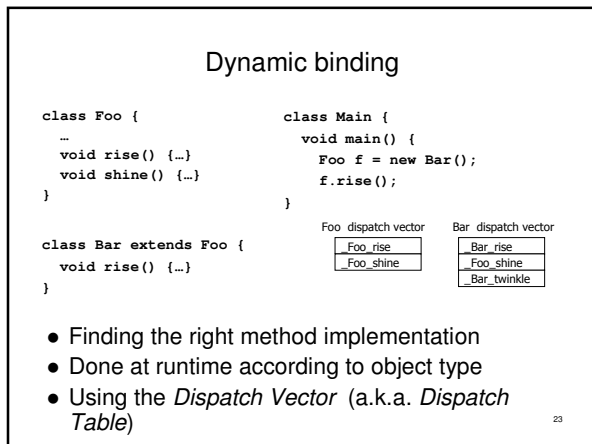 Dynamic binding
class Foo {
…
void rise() {…}
void shine() {…}
}
class Bar extends Foo {
void rise() {…}
}
class Main {
void main() {
Foo f = new Bar();
f.rise();
}
Foo dispatch vector
_Foo_rise
_Foo_shine
Bar dispatch vector
_Bar_rise
_Foo_shine
_Bar_twinkle
● Finding the right method implementation
● Done at runtime according to object type
● Using the Dispatch Vector (a.k.a. Dispatch
Table)
23